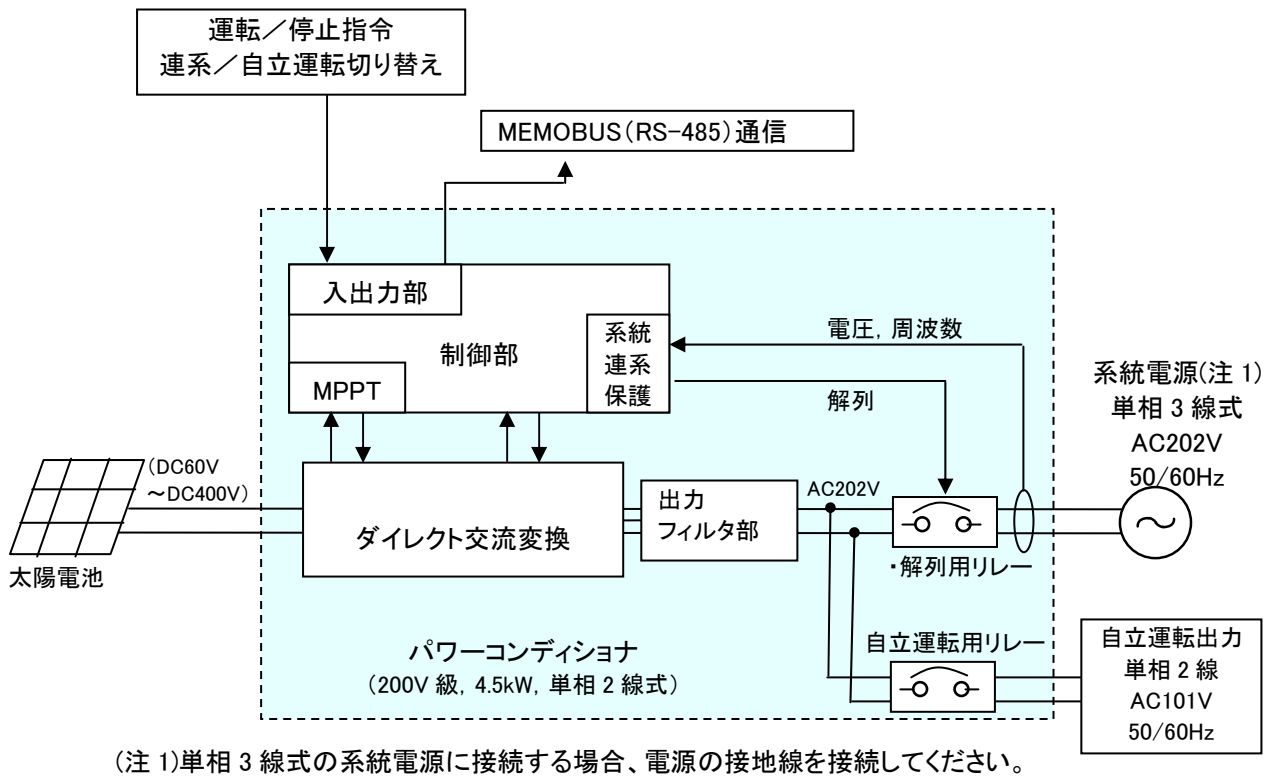 運転／停止指令
連系／自立運転切り替え
MEMOBUS(RS-485)通信
入出力部
制御部
系統
連系
保護
MPPT
電圧，周波数
解列
系統電源(注 1)
単相 3 線式
AC202V
50/60Hz
(DC60V
～DC400V)
太陽電池
ダイレクト交流変換
出力
フィルタ部
AC202V
・解列用リレー
自立運転用リレー
自立運転出力
単相 2 線
AC101V
50/60Hz
パワーコンディショナ
(200V 級，4.5kW，単相 2 線式)
(注 1)単相 3 線式の系統電源に接続する場合、電源の接地線を接続してください。